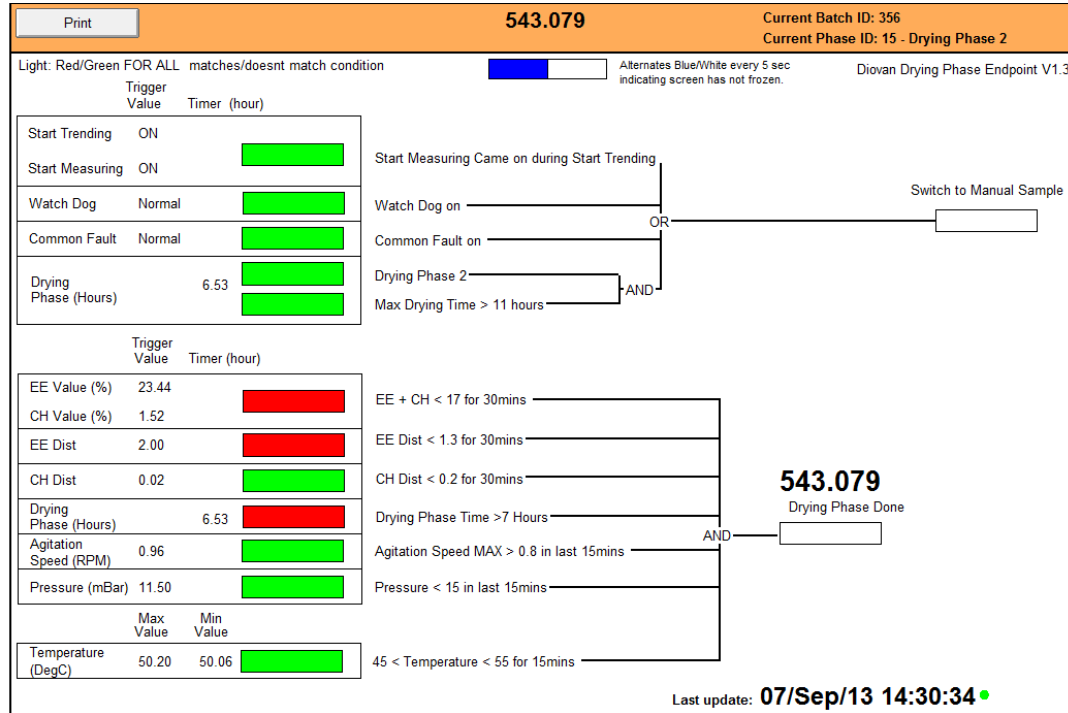 Print
543.079
Current Batch ID: 356
Current Phase ID: 15 - Drying Phase 2
Light: Red/Green FOR ALL matches/doesnt match condition
Alternates Blue/White every 5 sec
indicating screen has not frozen.
Diovan Drying Phase Endpoint V1.3
Trigger
Value Timer (hour)
Start Trending ON
Start Measuring ON
Start Measuring Came on during Start Trending
Watch Dog Normal
Watch Dog on
Common Fault Normal
Common Fault on
OR
Switch to Manual Sample
Drying
Phase (Hours) 6.53
Drying Phase 2
Max Drying Time > 11 hours
AND
Trigger
Value Timer (hour)
EE Value (%) 23.44
CH Value (%) 1.52
EE + CH < 17 for 30mins
EE Dist 2.00
EE Dist < 1.3 for 30mins
CH Dist 0.02
CH Dist < 0.2 for 30mins
Drying
Phase (Hours) 6.53
Drying Phase Time >7 Hours
Agitation
Speed (RPM) 0.96
Agitation Speed MAX > 0.8 in last 15mins
Pressure (mBar) 11.50
Pressure < 15 in last 15mins
AND
543.079
Drying Phase Done
Max
Value
Min
Value
Temperature
(DegC) 50.20 50.06
45 < Temperature < 55 for 15mins
Last update: 07/Sep/13 14:30:34